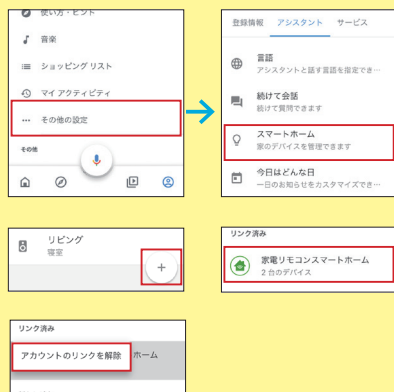 使い方・ヒント
音楽
ショッピング リスト
マイ アクティビティ
その他の設定
その他
登録情報 アシスタント サービス
言語
アシスタントと話す言語を指定でき…
続けて会話
続けて質問できます
スマートホーム
家のデバイスを管理できます
今日はどんな日
一日のお知らせをカスタマイズでき…
リビング
寝室
リンク済み
家電リモコンスマートホーム
2 台のデバイス
リンク済み
アカウントのリンクを解除 ホーム